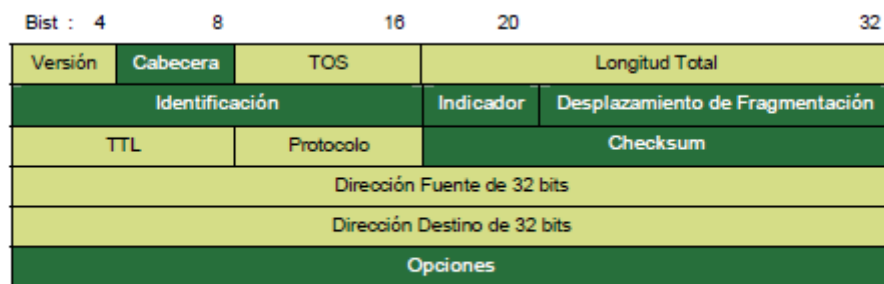 Bist : 4 8 16 20 32
Versión Cabecera TOS Longitud Total
Identificación Indicador Desplazamiento de Fragmentación
TTL Protocolo Checksum
Dirección Fuente de 32 bits
Dirección Destino de 32 bits
Opciones